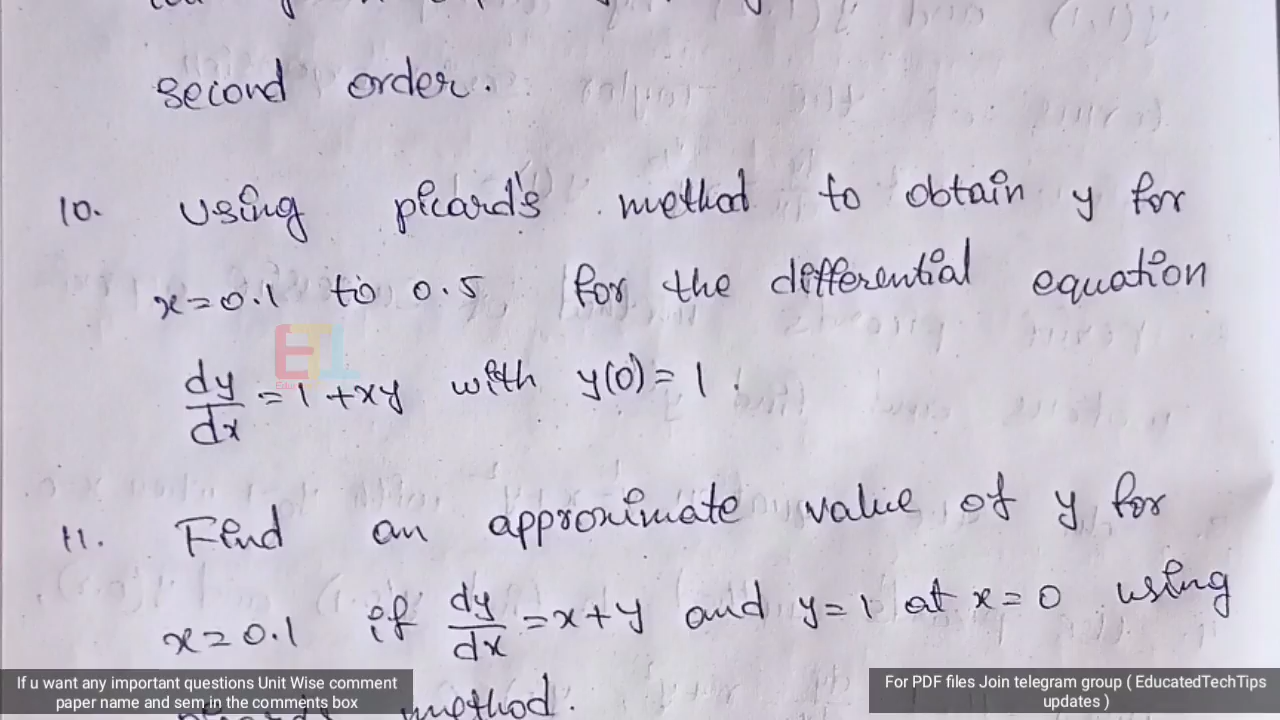 second order.
10. Using picard's method to obtain y for
x=0.1 to 0.5 for the differential equation
dy/dx = 1+xy with y(0)=1.
11. Find an approximate value of y for
x=0.1 if dy/dx = x+y and y=1 at x=0 using
method.
If u want any important questions Unit Wise comment
paper name and sem in the comments box
For PDF files Join telegram group ( EducatedTechTips
updates )